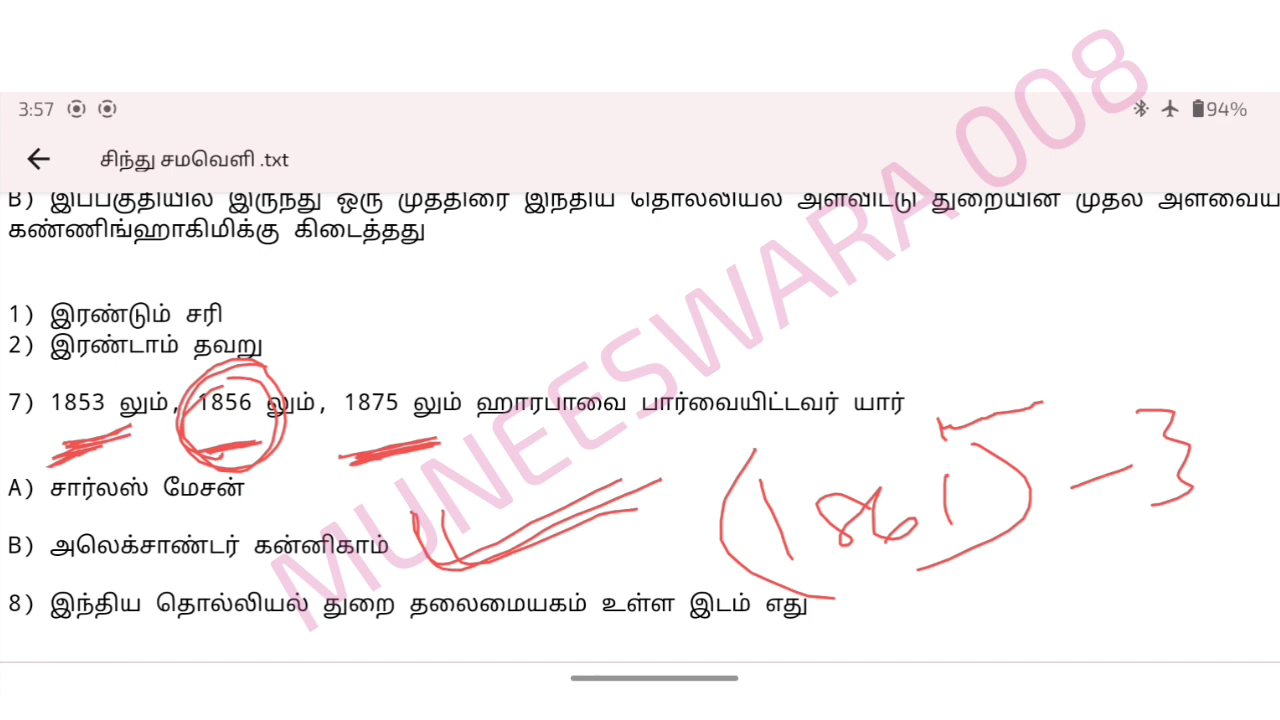 3:57
94%
சிந்து சமவெளி .txt
B) இப்பகுதியில் இருந்து ஒரு முத்திரை இந்திய தொல்லியல் அளவீட்டு துறையின் முதல் அளவைய
கண்ணிங்ஹாகிமிக்கு கிடைத்தது
1) இரண்டும் சரி
2) இரண்டாம் தவறு
7) 1853 லும், 1856 லும், 1875 லும் ஹாரபாவை பார்வையிட்டவர் யார்
A) சார்லஸ் மேசன்
B) அலெக்சாண்டர் கன்னிகாம்
(1861) - 3
8) இந்திய தொல்லியல் துறை தலைமையகம் உள்ள இடம் எது
MUNEESWARA 008